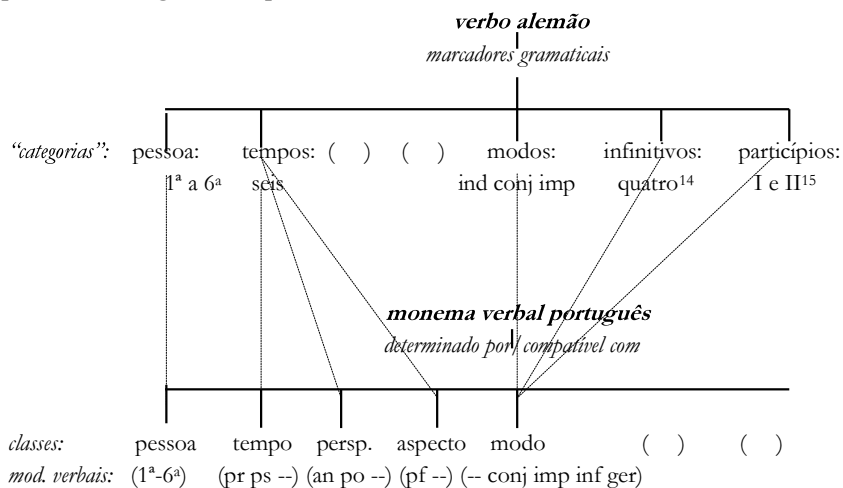 verbo alemão
marcadores gramaticais
“categorias”: pessoa: tempos: ( ) ( ) modos: infinitivos: particípios:
1ª a 6ª seis ind conj imp quatro14 I e II15
monema verbal português
determinado por/ compatível com
classes: pessoa tempo persp. aspecto modo ( ) ( )
mod. verbais: (1ª-6ª) (pr ps --) (an po --) (pf --) (-- conj imp inf ger)